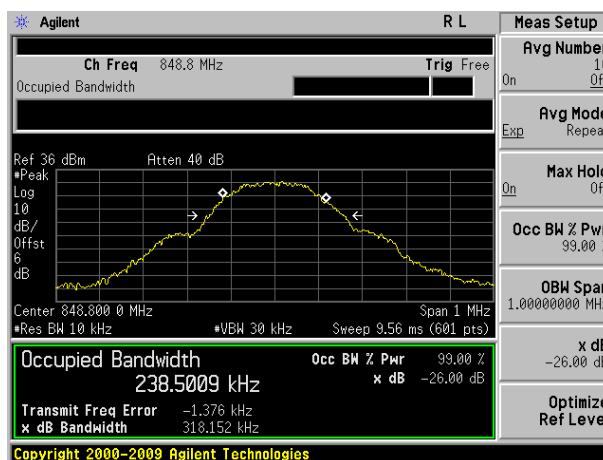 Agilent R L
Ch Freq 848.8 MHz Trig Free
Occupied Bandwidth
Ref 36 dBm Atten 40 dB
#Peak
Log
10
dB/
Offst
6
dB
Center 848.800 0 MHz Span 1 MHz
#Res BW 10 kHz #VBW 30 kHz Sweep 9.56 ms (601 pts)
Occupied Bandwidth
238.5009 kHz
Occ BW % Pwr 99.00 %
x dB -26.00 dB
Transmit Freq Error -1.376 kHz
x dB Bandwidth 318.152 kHz
Copyright 2000-2009 Agilent Technologies
Meas Setup
Avg Number
10
On Of
Avg Mode
Exp Repea
Max Hold
On Of
Occ BW % Pwr
99.00
OBW Span
1.00000000 MH
x dB
-26.00 dB
Optimize
Ref Level